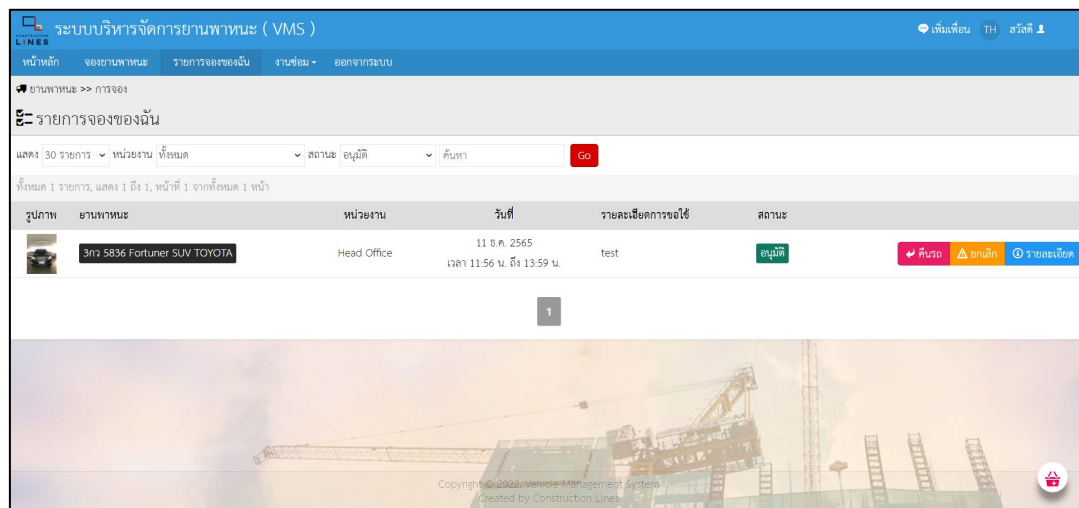 CONSTRUCTION
LINES
ระบบบริหารจัดการยานพาหนะ ( VMS )
เพิ่มเพื่อน TH สวัสดี
หน้าหลัก จองยานพาหนะ รายการจองของฉัน งานซ่อม ออกจากระบบ
ยานพาหนะ >> การจอง
รายการจองของฉัน
แสดง 30 รายการ หน่วยงาน ทั้งหมด สถานะ อนุมัติ ค้นหา Go
ทั้งหมด 1 รายการ, แสดง 1 ถึง 1, หน้าที่ 1 จากทั้งหมด 1 หน้า
รูปภาพ ยานพาหนะ หน่วยงาน วันที่ รายละเอียดการขอใช้ สถานะ
3กว 5836 Fortuner SUV TOYOTA Head Office 11 ธ.ค. 2565 test อนุมัติ คืนรถ ยกเลิก รายละเอียด
เวลา 11:56 น. ถึง 13:59 น.
1
Copyright © 2022, Vehicle Management System
Created by Construction Lines